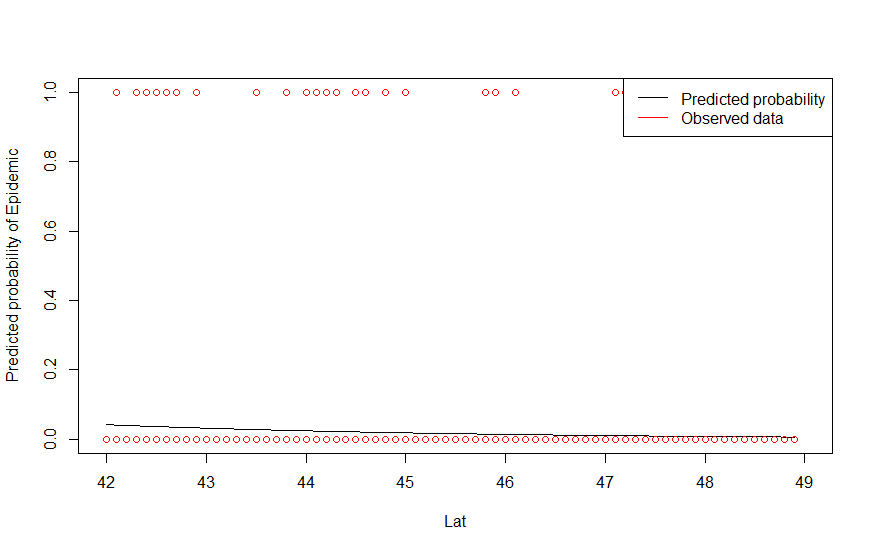 Predicted probability
Observed data
Predicted probability of Epidemic
1.0
0.8
0.6
0.4
0.2
0.0
42 43 44 45 46 47 48 49
Lat